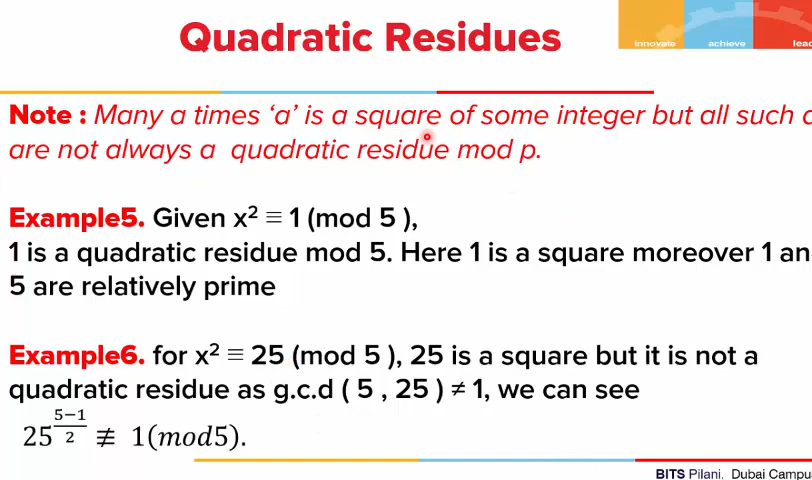 Quadratic Residues
innovate achieve lea
Note : Many a times ‘a’ is a square of some integer but all such
are not always a quadratic residue mod p.
Example5. Given x² ≡ 1 (mod 5 ),
1 is a quadratic residue mod 5. Here 1 is a square moreover 1 an
5 are relatively prime
Example6. for x² ≡ 25 (mod 5 ), 25 is a square but it is not a
quadratic residue as g.c.d ( 5 , 25 ) ≠ 1, we can see
25^((5−1)/2) ≢ 1(mod5).
BITS Pilani, Dubai Campu